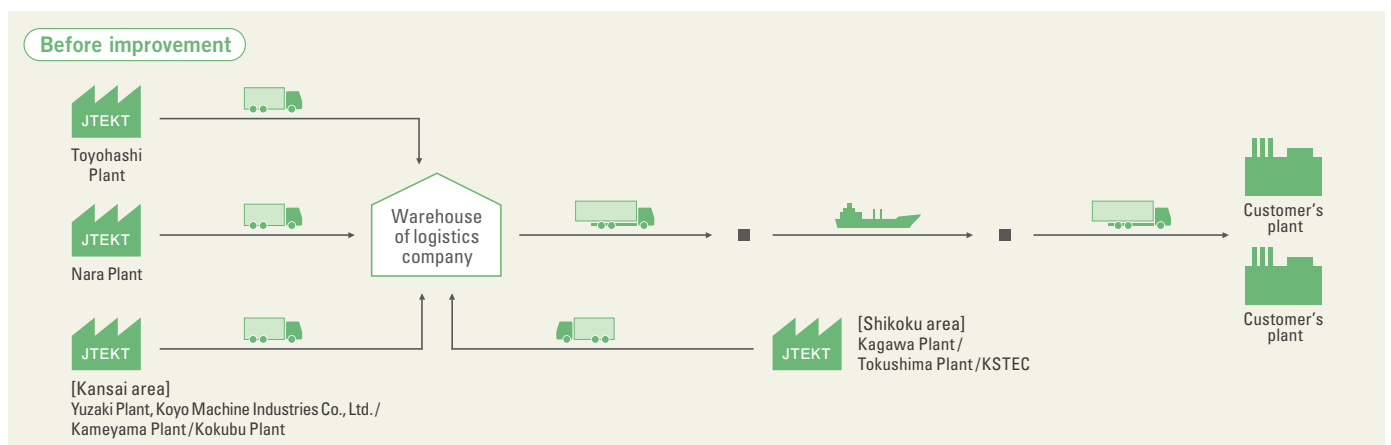 Before improvement
JTEKT
Toyohashi
Plant
JTEKT
Nara Plant
JTEKT
[Kansai area]
Yuzaki Plant, Koyo Machine Industries Co., Ltd./
Kameyama Plant/Kokubu Plant
Warehouse
of logistics
company
JTEKT
[Shikoku area]
Kagawa Plant/
Tokushima Plant/KSTEC
Customer's
plant
Customer's
plant